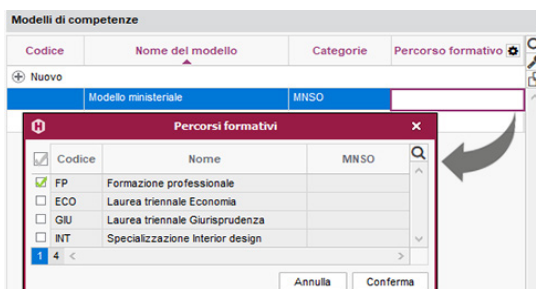 Modelli di competenze
Codice Nome del modello Categorie Percorso formativo
Nuovo
Modello ministeriale MNSO
Percorsi formativi
Codice Nome MNSO
FP Formazione professionale
ECO Laurea triennale Economia
GIU Laurea triennale Giurisprudenza
INT Specializzazione Interior design
1 4
Annulla Conferma